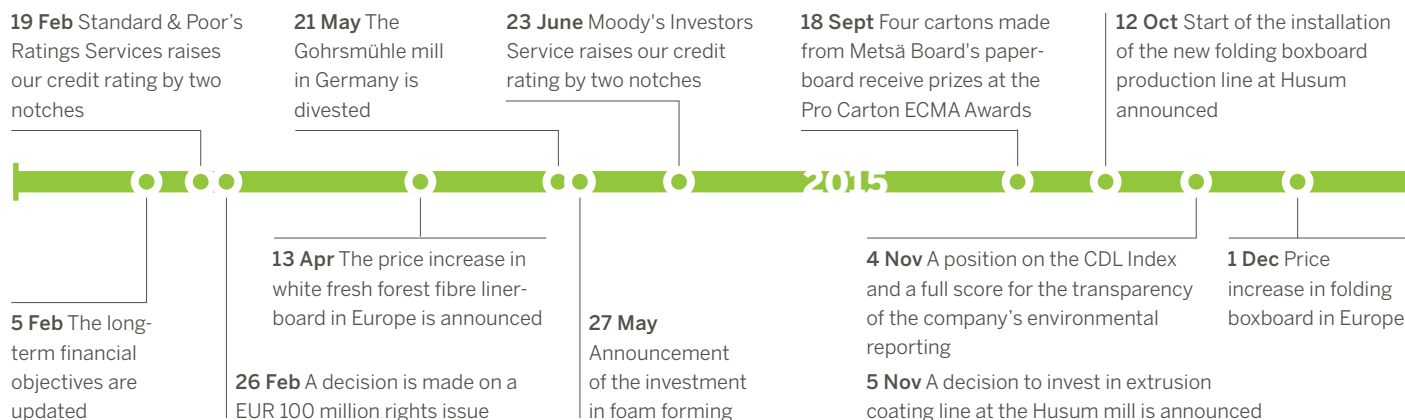 19 Feb Standard & Poor's
Ratings Services raises
our credit rating by two
notches
21 May The
Gohrsmühle mill
in Germany is
divested
23 June Moody's Investors
Service raises our credit
rating by two notches
18 Sept Four cartons made
from Metsä Board's paper-
board receive prizes at the
Pro Carton ECMA Awards
12 Oct Start of the installation
of the new folding boxboard
production line at Husum
announced
2015
5 Feb The long-
term financial
objectives are
updated
26 Feb A decision is made on a
EUR 100 million rights issue
13 Apr The price increase in
white fresh forest fibre liner-
board in Europe is announced
27 May
Announcement
of the investment
in foam forming
4 Nov A position on the CDL Index
and a full score for the transparency
of the company's environmental
reporting
5 Nov A decision to invest in extrusion
coating line at the Husum mill is announced
1 Dec Price
increase in folding
boxboard in Europe